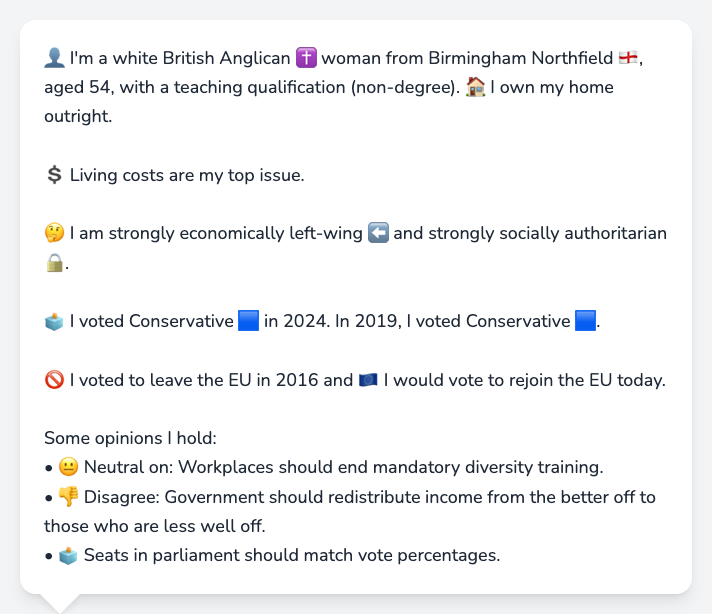 👤 I'm a white British Anglican ✝️ woman from Birmingham Northfield 🏴󠁧󠁢󠁥󠁮󠁧󠁿,
aged 54, with a teaching qualification (non-degree). 🏠 I own my home
outright.
💲 Living costs are my top issue.
🤔 I am strongly economically left-wing ⬅️ and strongly socially authoritarian
🔒.
🗳️ I voted Conservative 🟦 in 2024. In 2019, I voted Conservative 🟦.
🚫 I voted to leave the EU in 2016 and 🇪🇺 I would vote to rejoin the EU today.
Some opinions I hold:
• 😐 Neutral on: Workplaces should end mandatory diversity training.
• 👎 Disagree: Government should redistribute income from the better off to
those who are less well off.
• 🗳️ Seats in parliament should match vote percentages.